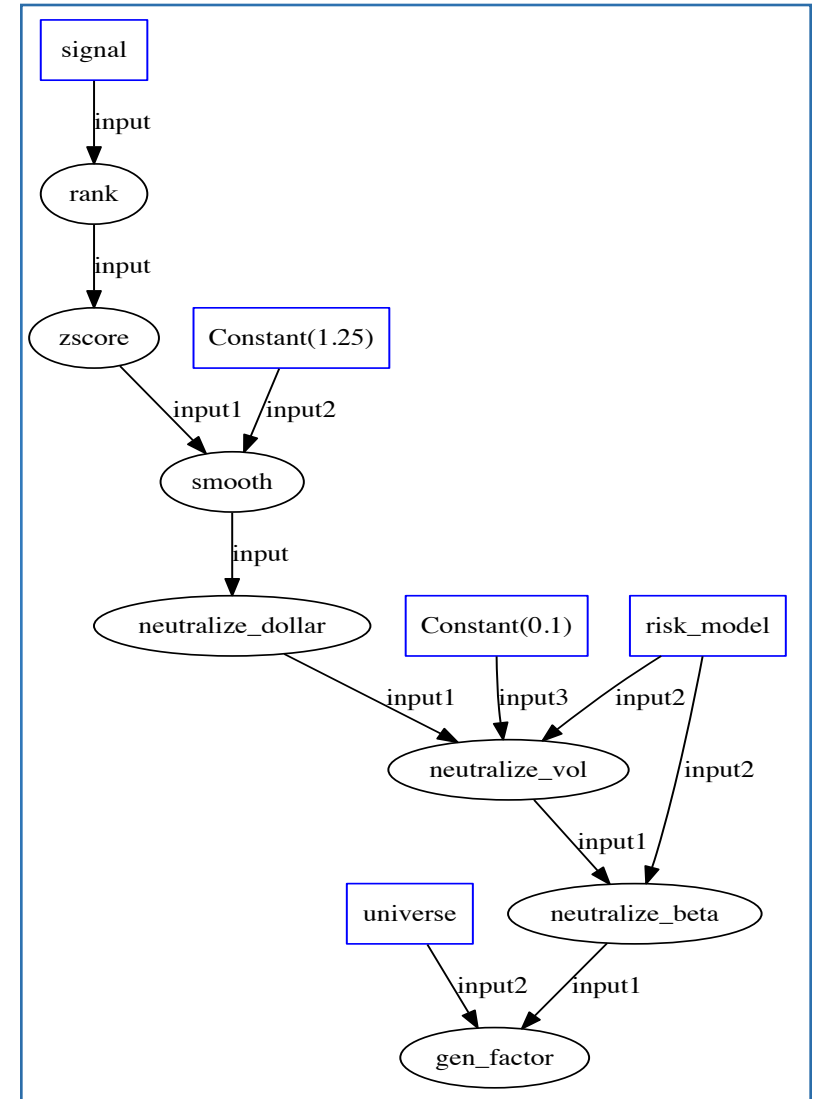 signal
input
rank
input
zscore
Constant(1.25)
input1
input2
smooth
input
neutralize_dollar
Constant(0.1)
risk_model
input1
input3
input2
neutralize_vol
input2
input1
universe
neutralize_beta
input2
input1
gen_factor